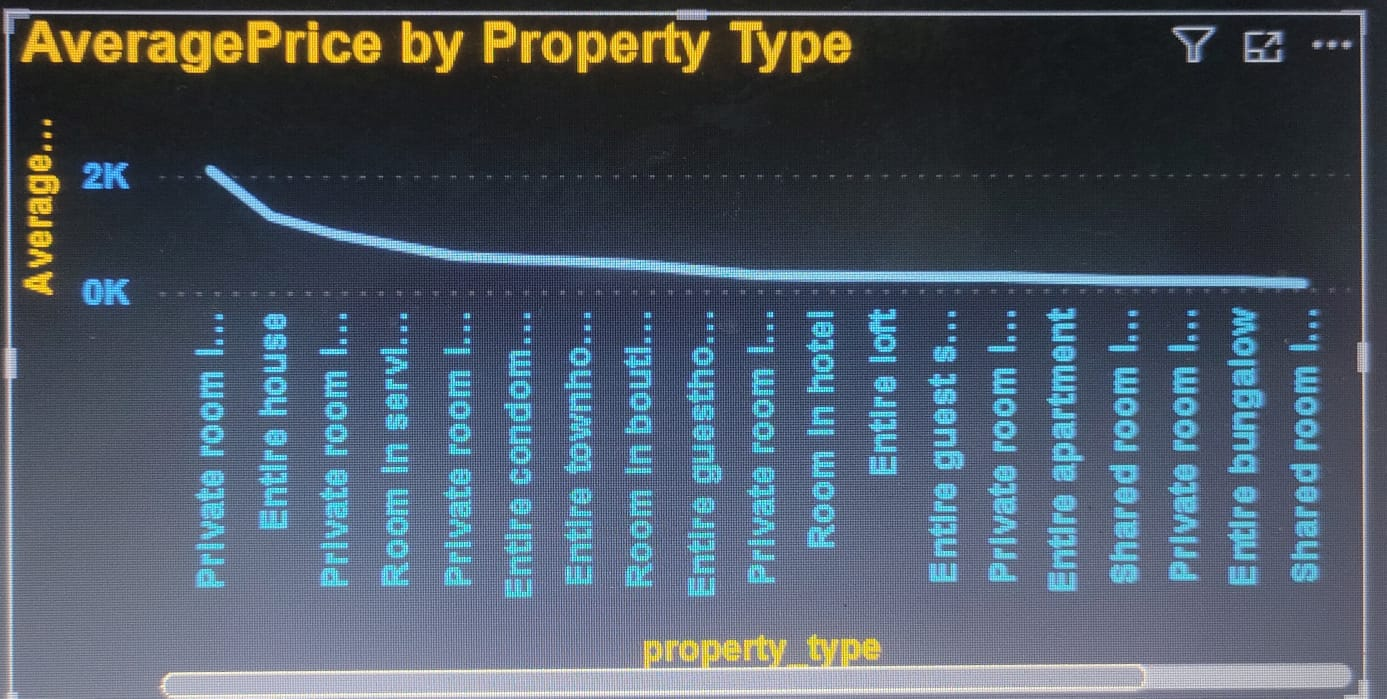 AveragePrice by Property Type
Average...
2K
0K
Private room i...
Entire house
Private room i...
Room in servi...
Private room i...
Entire condom...
Entire townho...
Room in bouti...
Entire guestho...
Private room i...
Room in hotel
Entire loft
Entire guest s...
Private room i...
Entire apartment
Shared room i...
Private room i...
Entire bungalow
Shared room i...
property_type